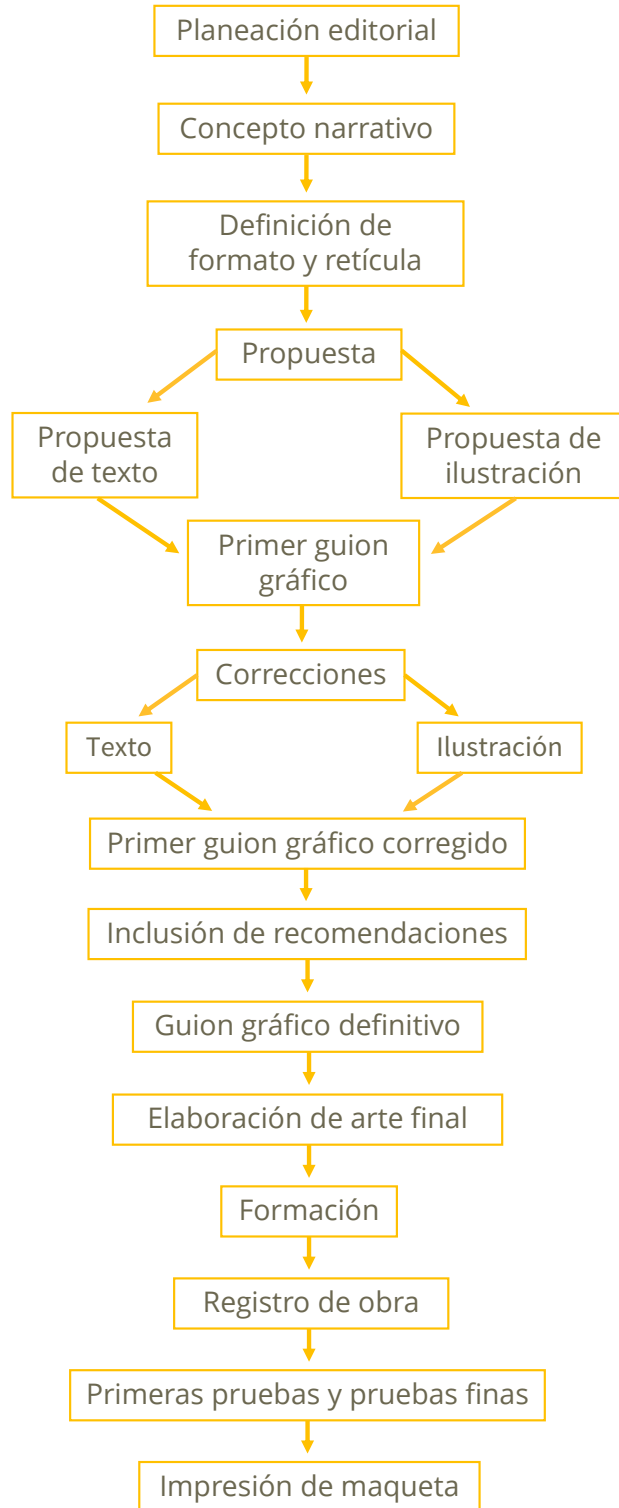 Planeación editorial
Concepto narrativo
Definición de
formato y retícula
Propuesta
Propuesta
de texto
Propuesta de
ilustración
Primer guion
gráfico
Correcciones
Texto
Ilustración
Primer guion gráfico corregido
Inclusión de recomendaciones
Guion gráfico definitivo
Elaboración de arte final
Formación
Registro de obra
Primeras pruebas y pruebas finas
Impresión de maqueta